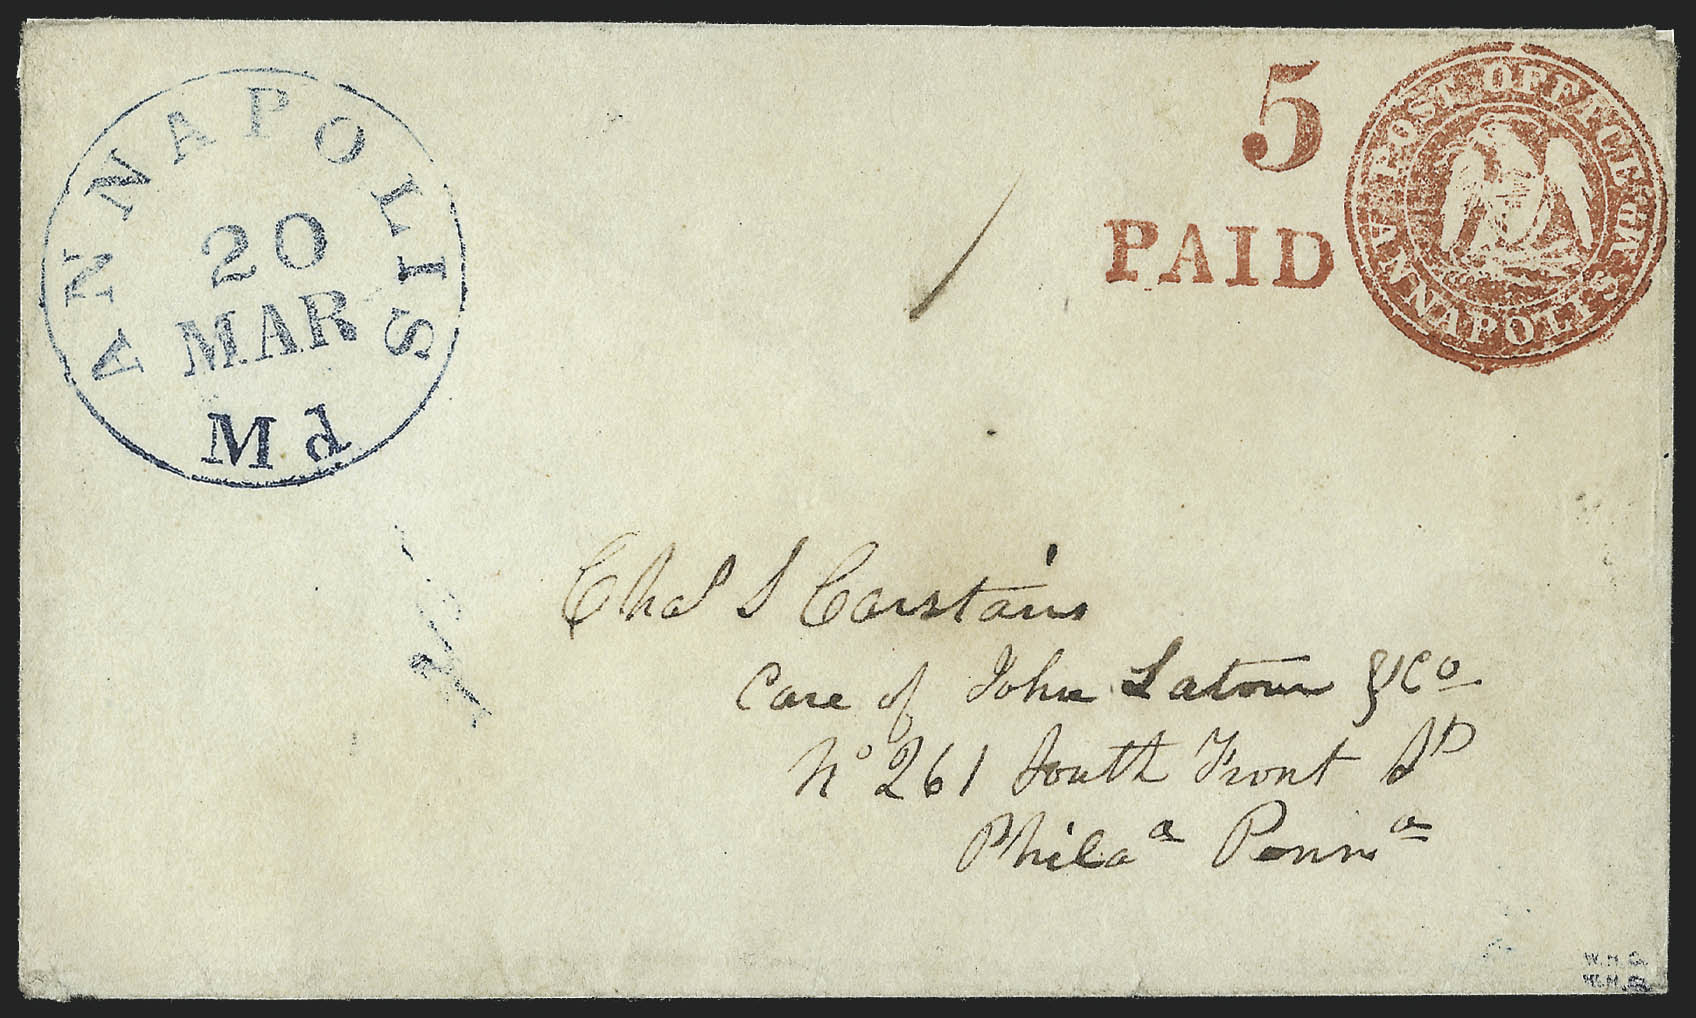 ANNAPOLIS
20
MAR
Md
5
PAID
POST OFFICE
ANNAPOLIS Md
Chas S Carstairs
Care of John Latour & Co
No 261 South Front St
Phila Penna